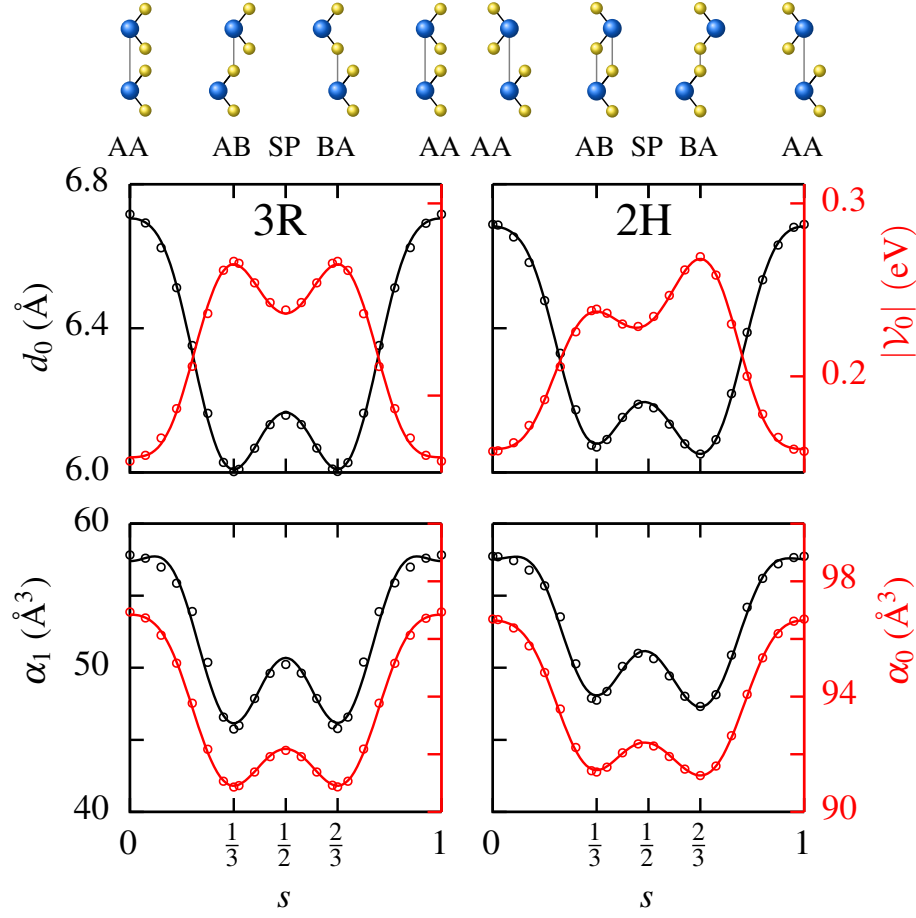 AA AB SP BA AA AA AB SP BA AA
6.8 3R 2H 0.3
d₀ (Å) 6.4 0.2 |𝒱₀| (eV)
6.0
60
α₁ (Å³) 50 98 94 α₀ (Å³)
40 90
0 1/3 1/2 2/3 1 0 1/3 1/2 2/3 1
s s